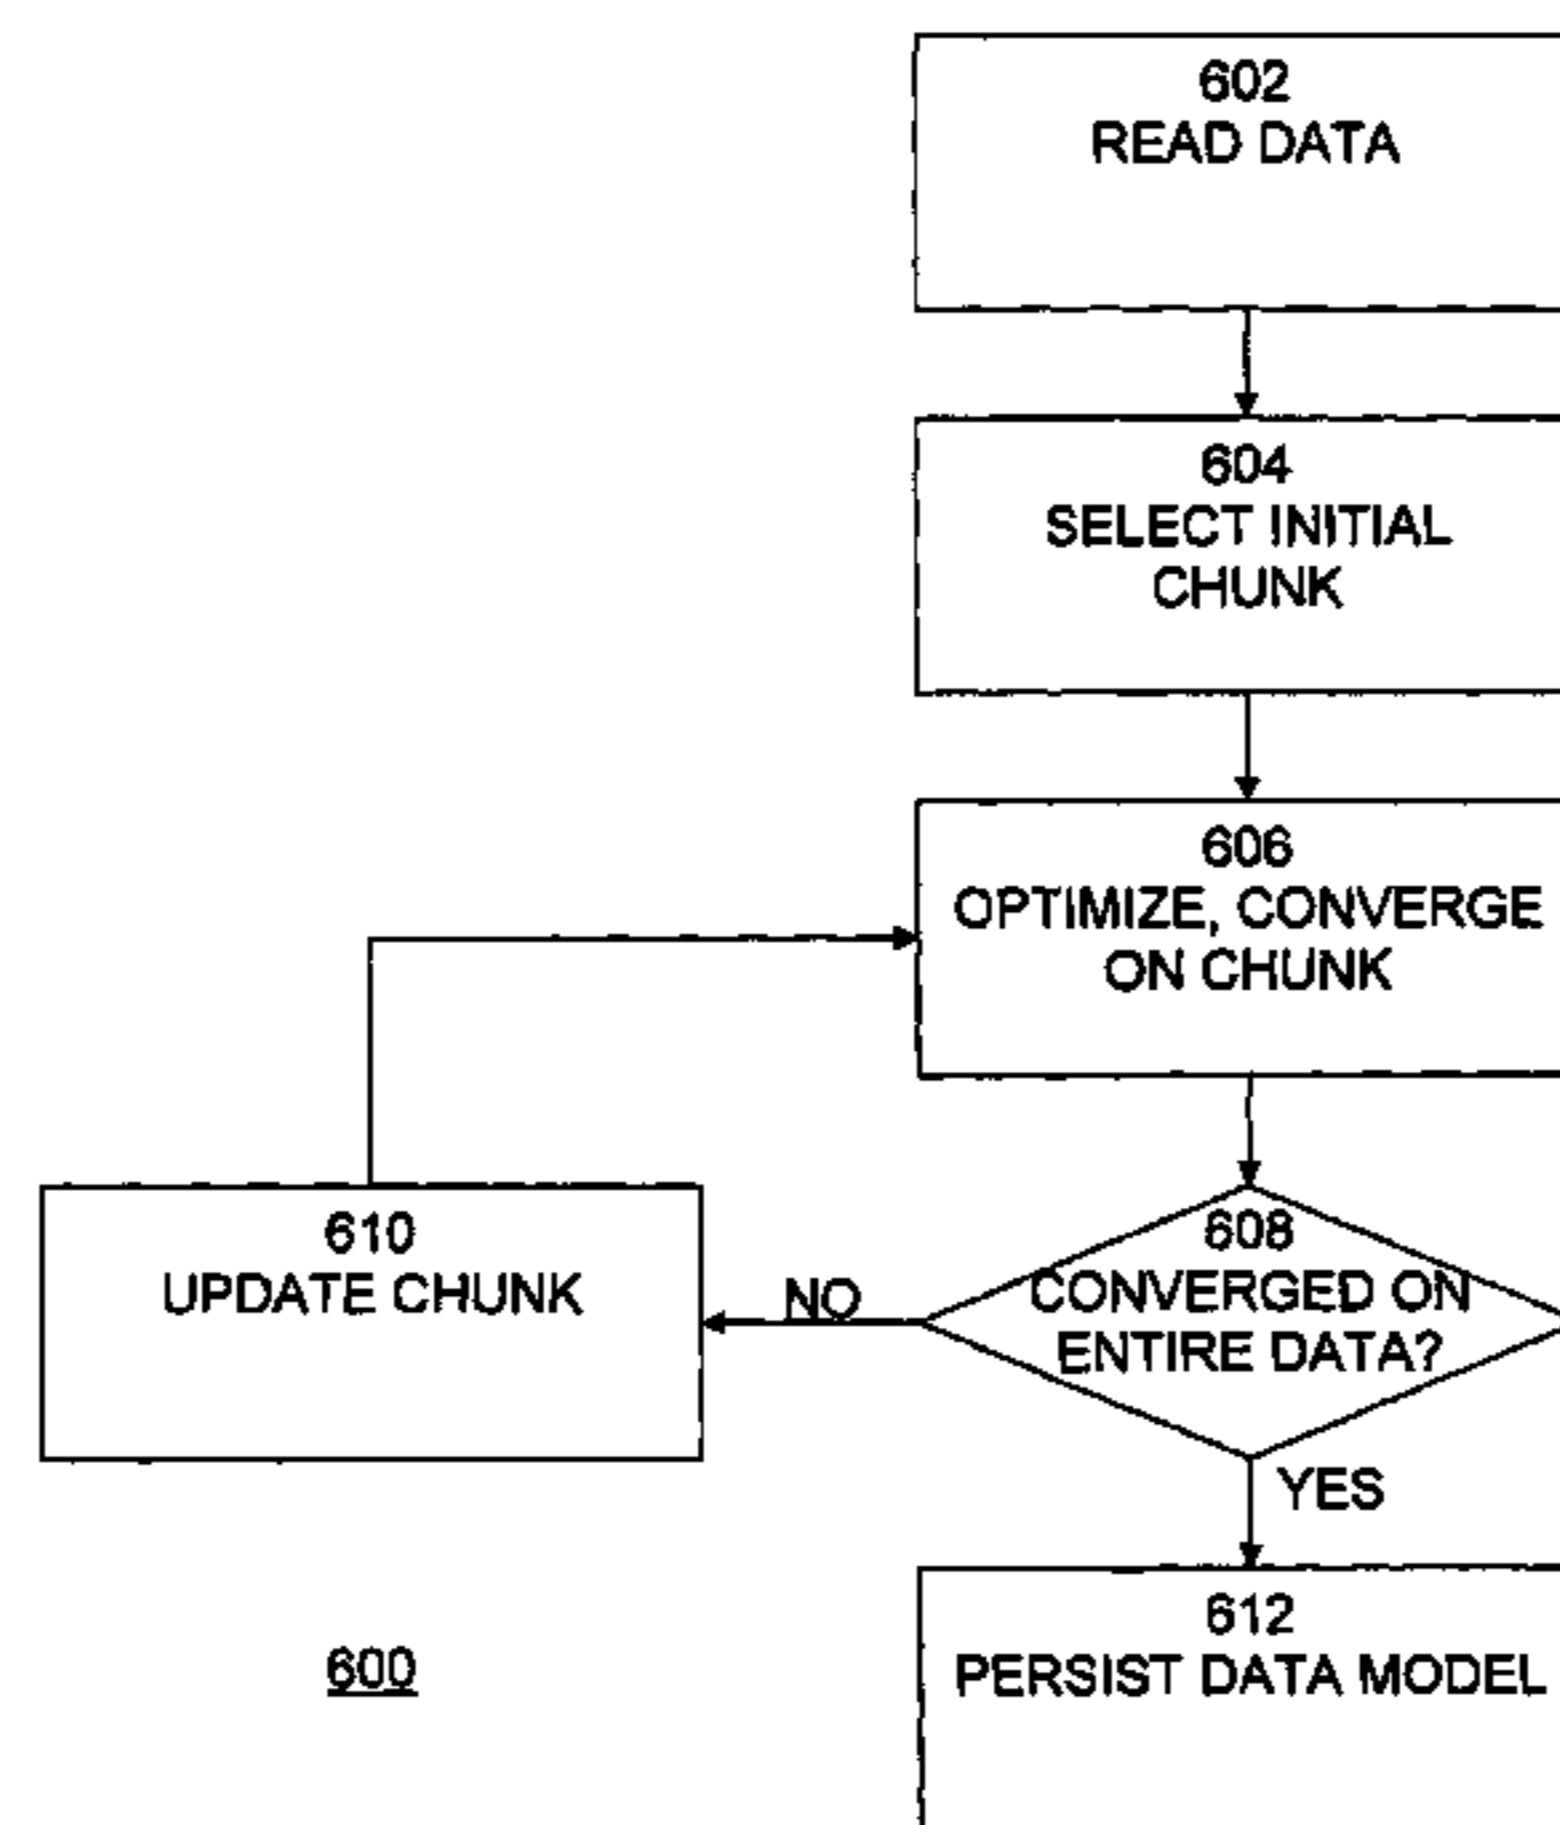 602
READ DATA
604
SELECT INITIAL
CHUNK
606
OPTIMIZE, CONVERGE
ON CHUNK
608
CONVERGED ON
ENTIRE DATA?
NO
610
UPDATE CHUNK
YES
612
PERSIST DATA MODEL
600